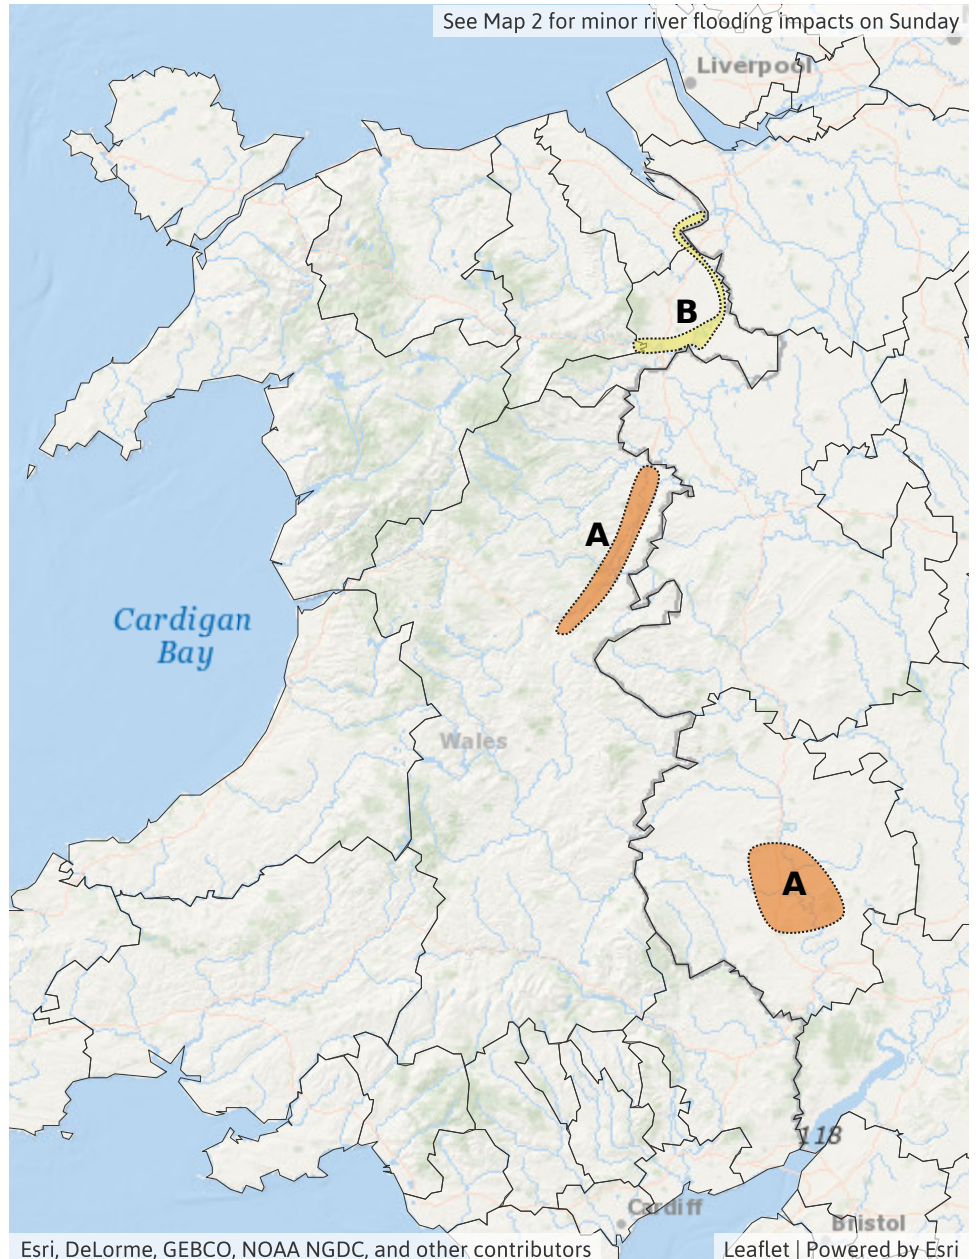 See Map 2 for minor river flooding impacts on Sunday
Liverpool
B
A
Cardigan
Bay
Wales
A
118
Cardiff
Bristol
Esri, DeLorme, GEBCO, NOAA NGDC, and other contributors
Leaflet | Powered by Esri